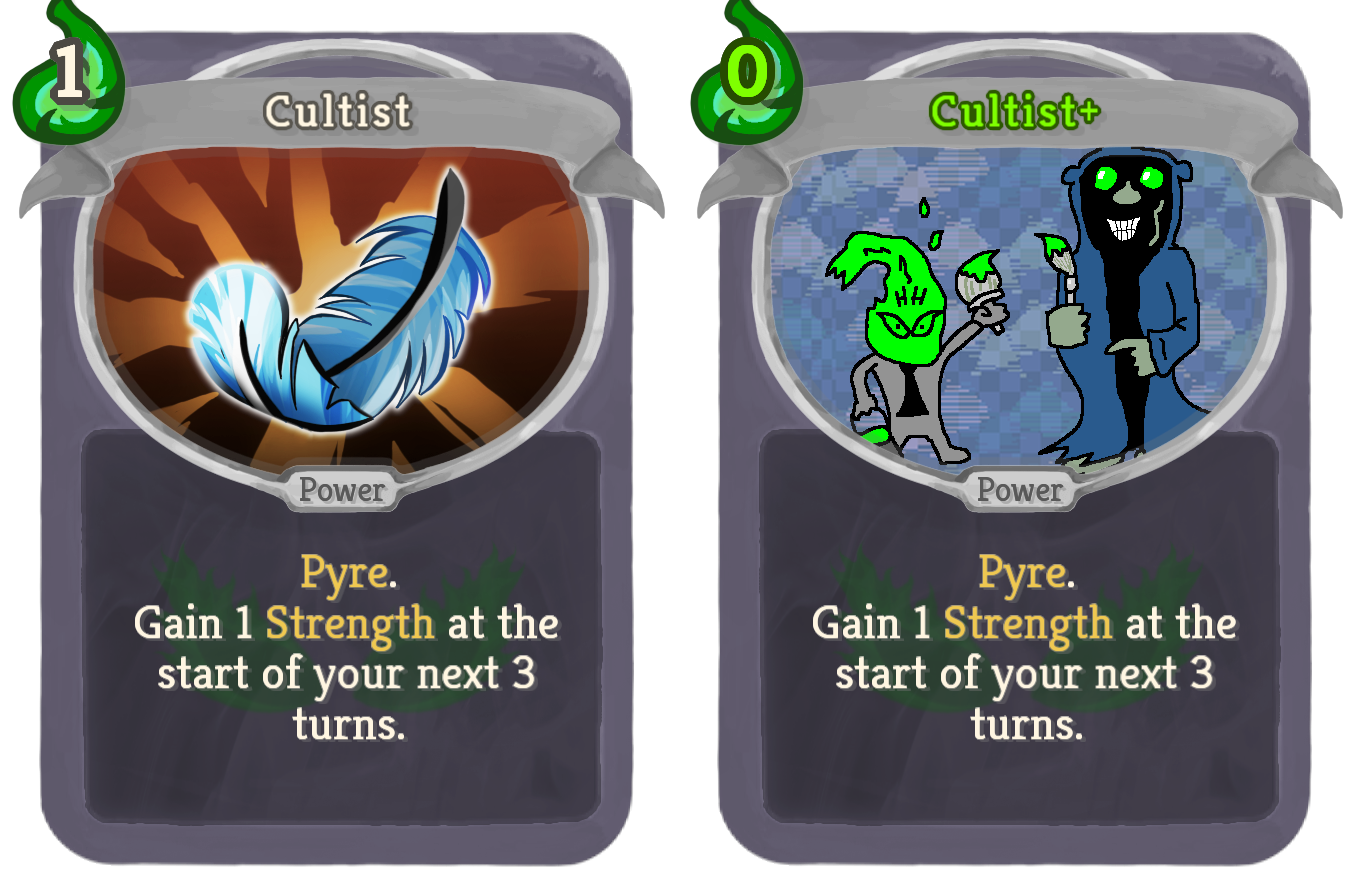 1
Cultist
Power
Pyre.
Gain 1 Strength at the
start of your next 3
turns.
0
Cultist+
Power
Pyre.
Gain 1 Strength at the
start of your next 3
turns.